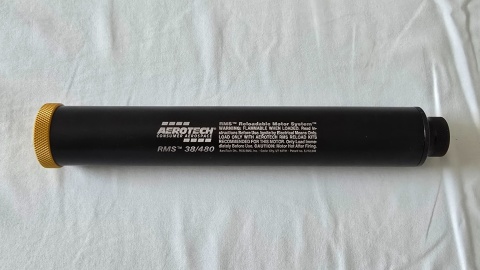 AEROTECH
CONSUMER AEROSPACE
RMS™ 38/480
RMS™ Reloadable Motor System™
WARNING: FLAMMABLE WHEN LOADED. Read In-
structions Before Use. Ignite by Electrical Means Only.
LOAD ONLY WITH AEROTECH RMS RELOAD KITS
RECOMMENDED FOR THIS MOTOR. Only Load Imme-
diately Before Use. CAUTION: Motor Hot After Firing.